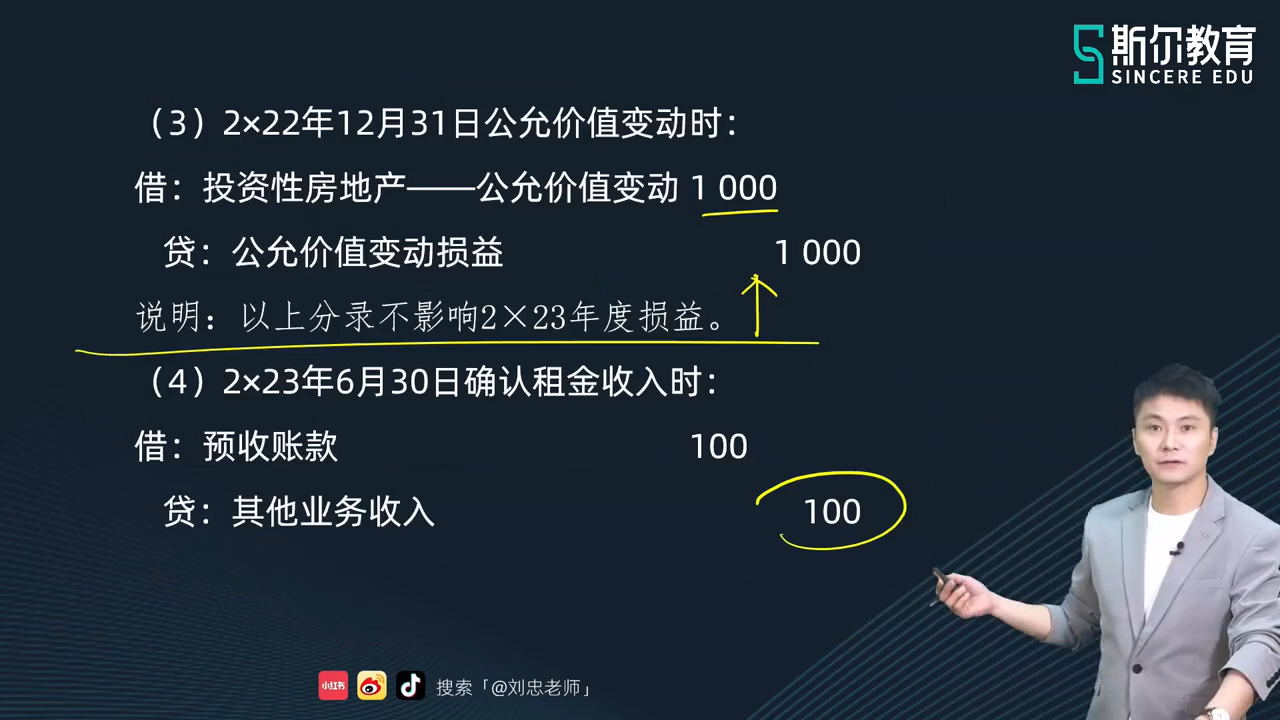 斯尔教育
SINCERE EDU
（3）2×22年12月31日公允价值变动时：
借：投资性房地产——公允价值变动 1 000
贷：公允价值变动损益 1 000
说明：以上分录不影响2×23年度损益。
（4）2×23年6月30日确认租金收入时：
借：预收账款 100
贷：其他业务收入 100
小红书 搜索「@刘忠老师」